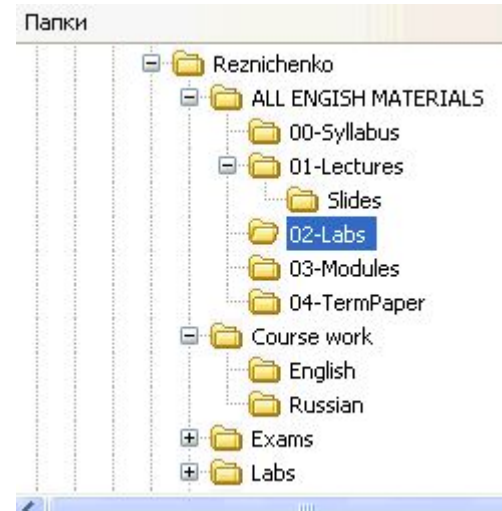 Папки
Reznichenko
ALL ENGISH MATERIALS
00-Syllabus
01-Lectures
Slides
02-Labs
03-Modules
04-TermPaper
Course work
English
Russian
Exams
Labs